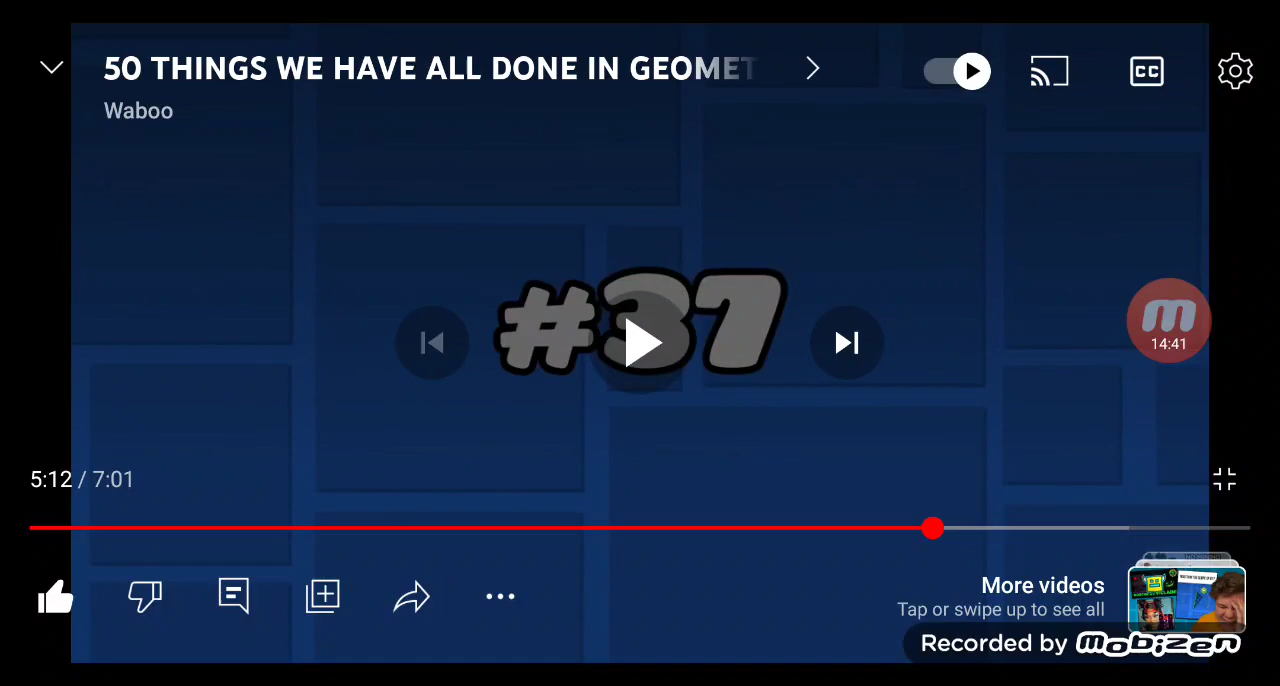 50 THINGS WE HAVE ALL DONE IN GEOMET
Waboo
CC
#37
14:41
5:12 / 7:01
More videos
Tap or swipe up to see all
Recorded by Mobizen